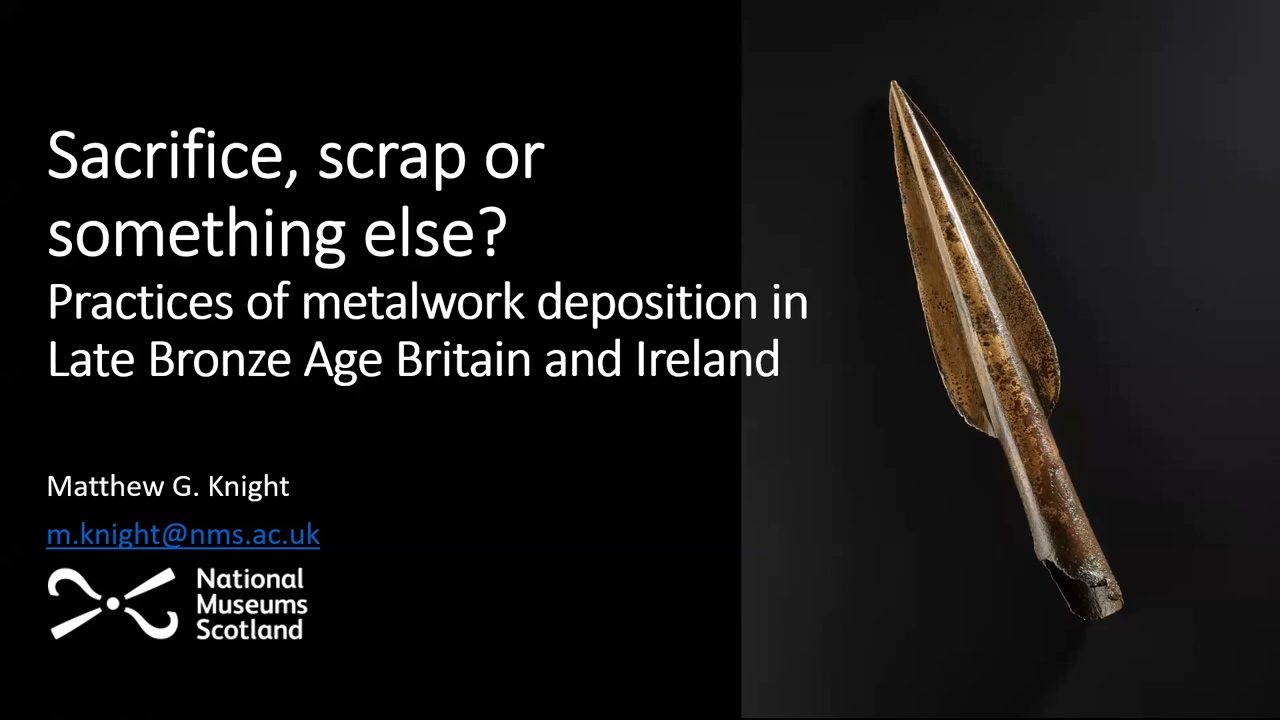 Sacrifice, scrap or
something else?
Practices of metalwork deposition in
Late Bronze Age Britain and Ireland
Matthew G. Knight
m.knight@nms.ac.uk
National
Museums
Scotland